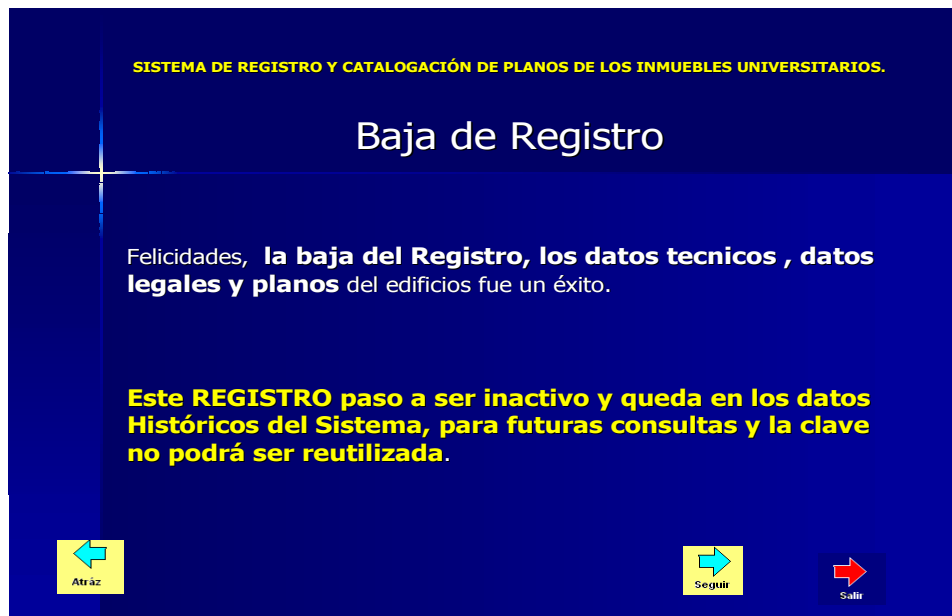 SISTEMA DE REGISTRO Y CATALOGACIÓN DE PLANOS DE LOS INMUEBLES UNIVERSITARIOS.
Baja de Registro
Felicidades, la baja del Registro, los datos tecnicos , datos
legales y planos del edificios fue un éxito.
Este REGISTRO paso a ser inactivo y queda en los datos
Históricos del Sistema, para futuras consultas y la clave
no podrá ser reutilizada.
Atráz
Seguir
Salir